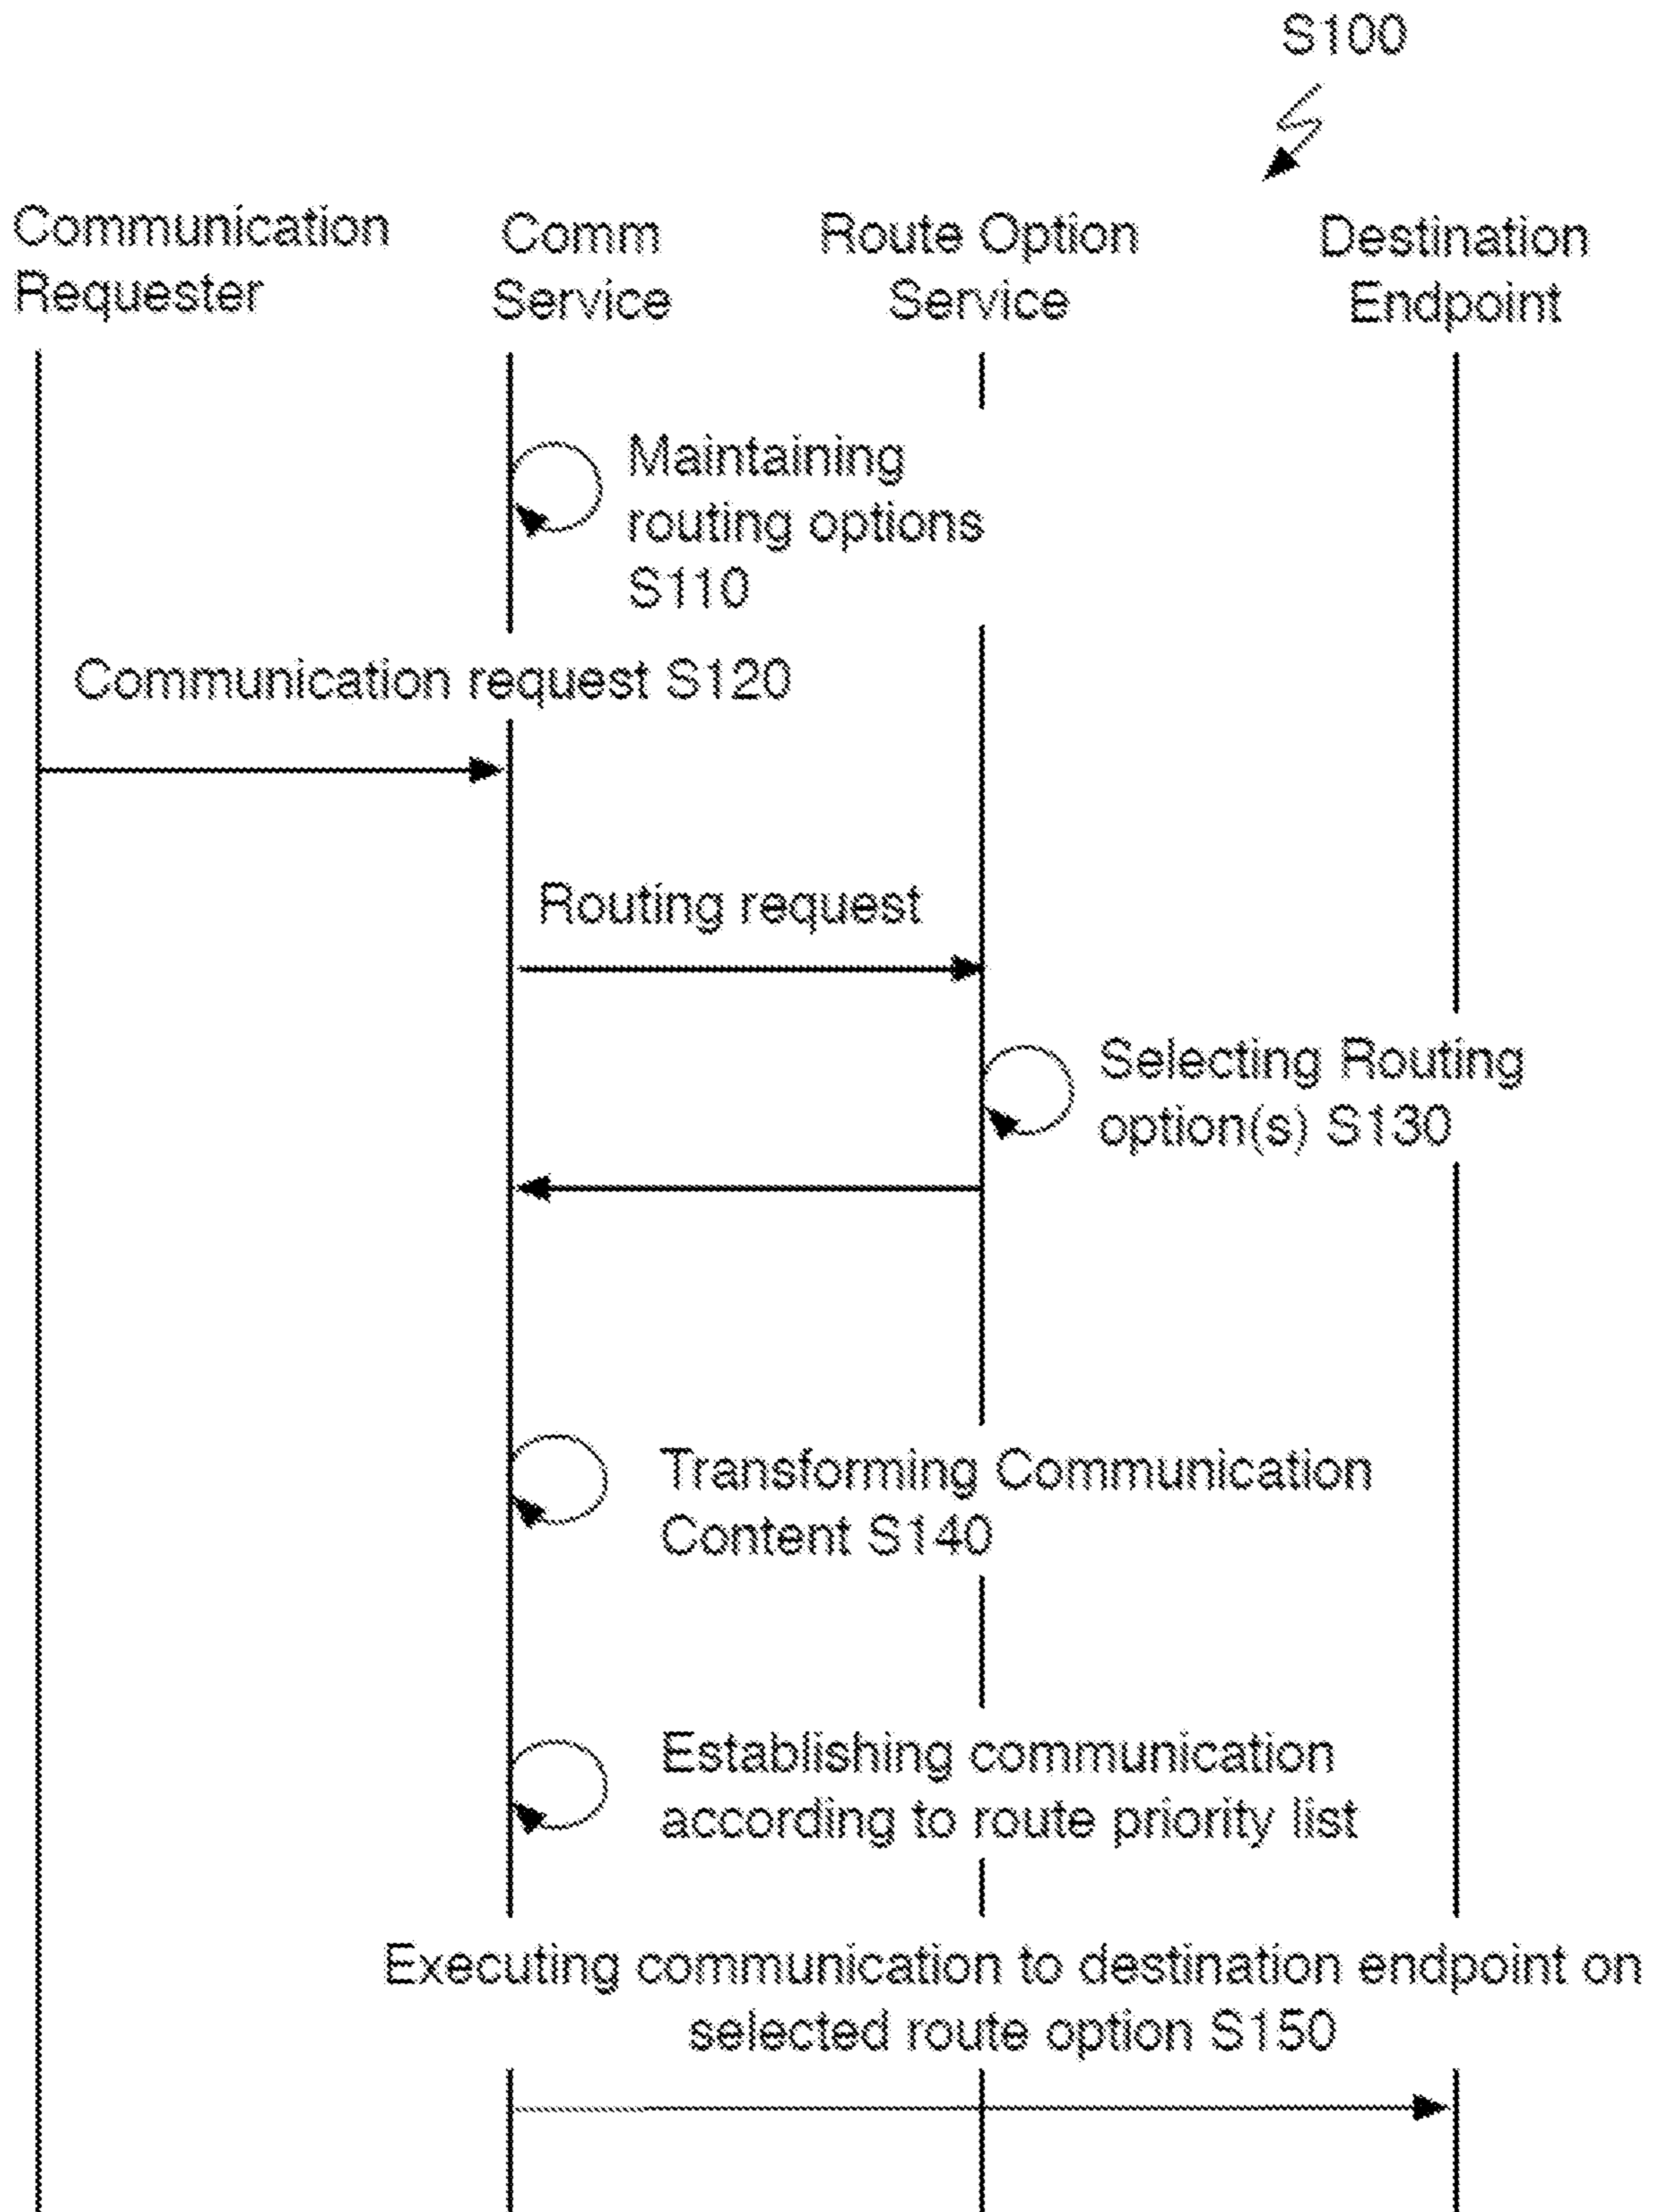 S100
Communication
Requester
Comm
Service
Route Option
Service
Destination
Endpoint
Maintaining
routing options
S110
Communication request S120
Routing request
Selecting Routing
option(s) S130
Transforming Communication
Content S140
Establishing communication
according to route priority list
Executing communication to destination endpoint on
selected route option S150